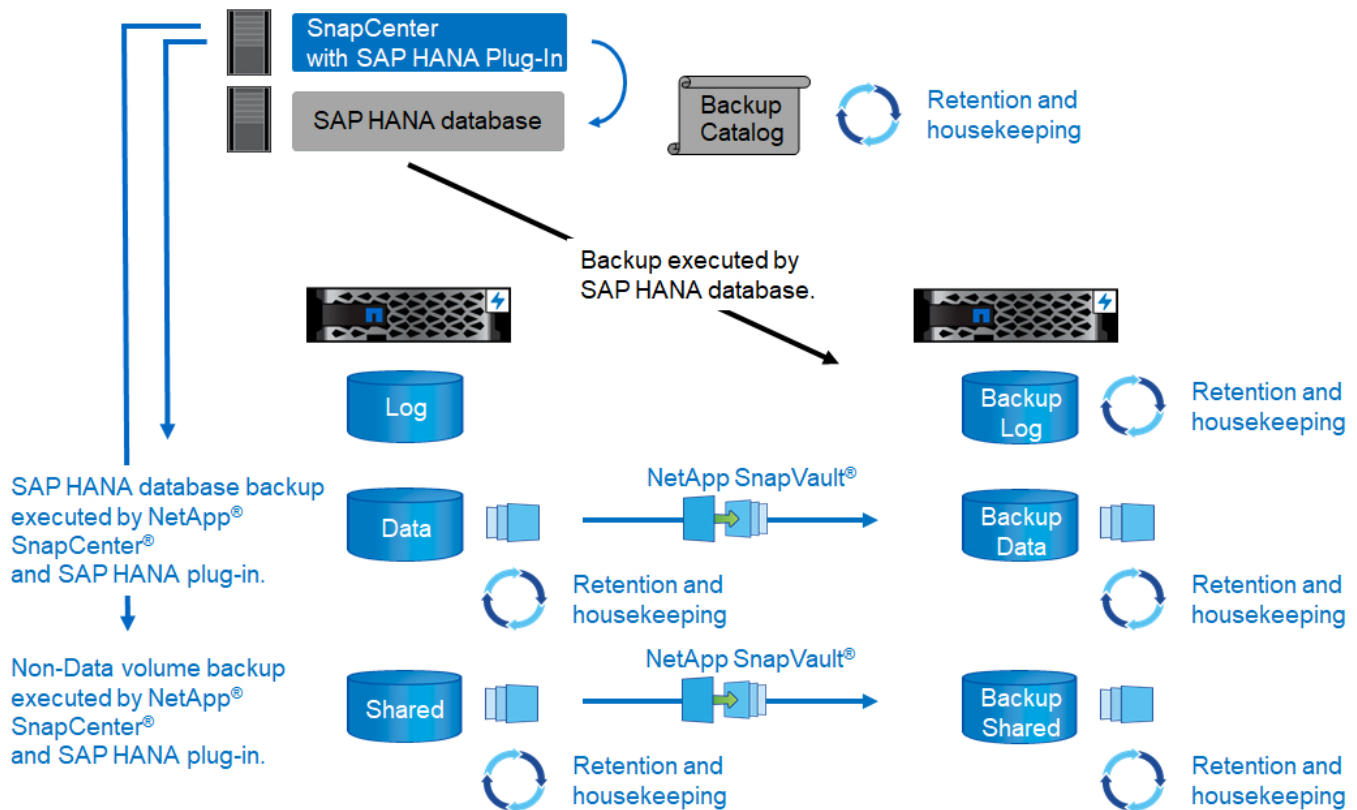 SnapCenter
with SAP HANA Plug-In
SAP HANA database
Backup
Catalog
Retention and
housekeeping
Backup executed by
SAP HANA database.
Log
Backup
Log
Retention and
housekeeping
SAP HANA database backup
executed by NetApp®
SnapCenter®
and SAP HANA plug-in.
Data
NetApp SnapVault®
Backup
Data
Retention and
housekeeping
Retention and
housekeeping
Non-Data volume backup
executed by NetApp®
SnapCenter®
and SAP HANA plug-in.
Shared
NetApp SnapVault®
Backup
Shared
Retention and
housekeeping
Retention and
housekeeping